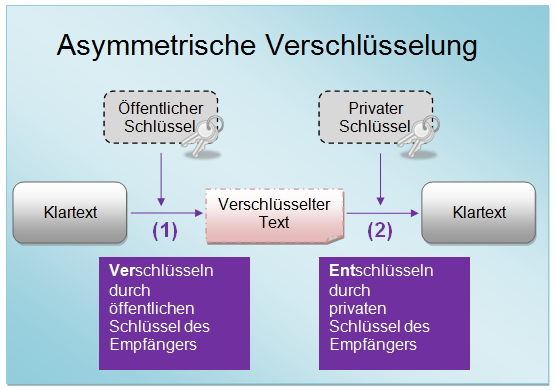 Asymmetrische Verschlüsselung
Öffentlicher
Schlüssel
Privater
Schlüssel
Klartext
Verschlüsselter
Text
Klartext
(1)
(2)
Verschlüsseln
durch
öffentlichen
Schlüssel des
Empfängers
Entschlüsseln
durch
privaten
Schlüssel des
Empfängers